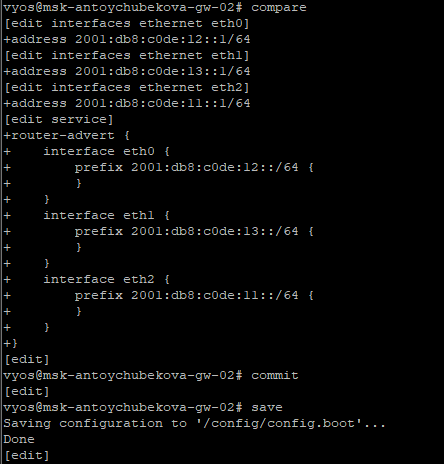 vyos@msk-antoychubekova-gw-02# compare
[edit interfaces ethernet eth0]
+address 2001:db8:c0de:12::1/64
[edit interfaces ethernet eth1]
+address 2001:db8:c0de:13::1/64
[edit interfaces ethernet eth2]
+address 2001:db8:c0de:11::1/64
[edit service]
+router-advert {
+    interface eth0 {
+        prefix 2001:db8:c0de:12::/64 {
+        }
+    }
+    interface eth1 {
+        prefix 2001:db8:c0de:13::/64 {
+        }
+    }
+    interface eth2 {
+        prefix 2001:db8:c0de:11::/64 {
+        }
+    }
+}
[edit]
vyos@msk-antoychubekova-gw-02# commit
[edit]
vyos@msk-antoychubekova-gw-02# save
Saving configuration to '/config/config.boot'...
Done
[edit]